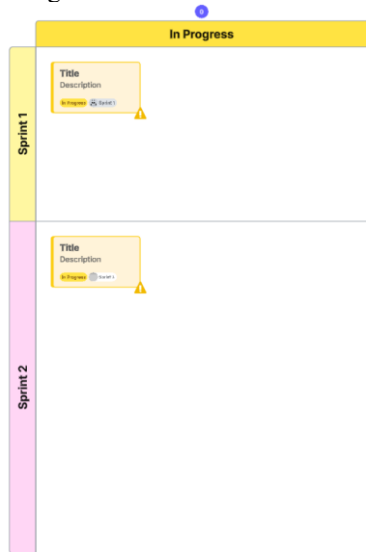 In Progress
Sprint 1
Title
Description
In Progress Sprint 1
Sprint 2
Title
Description
In Progress